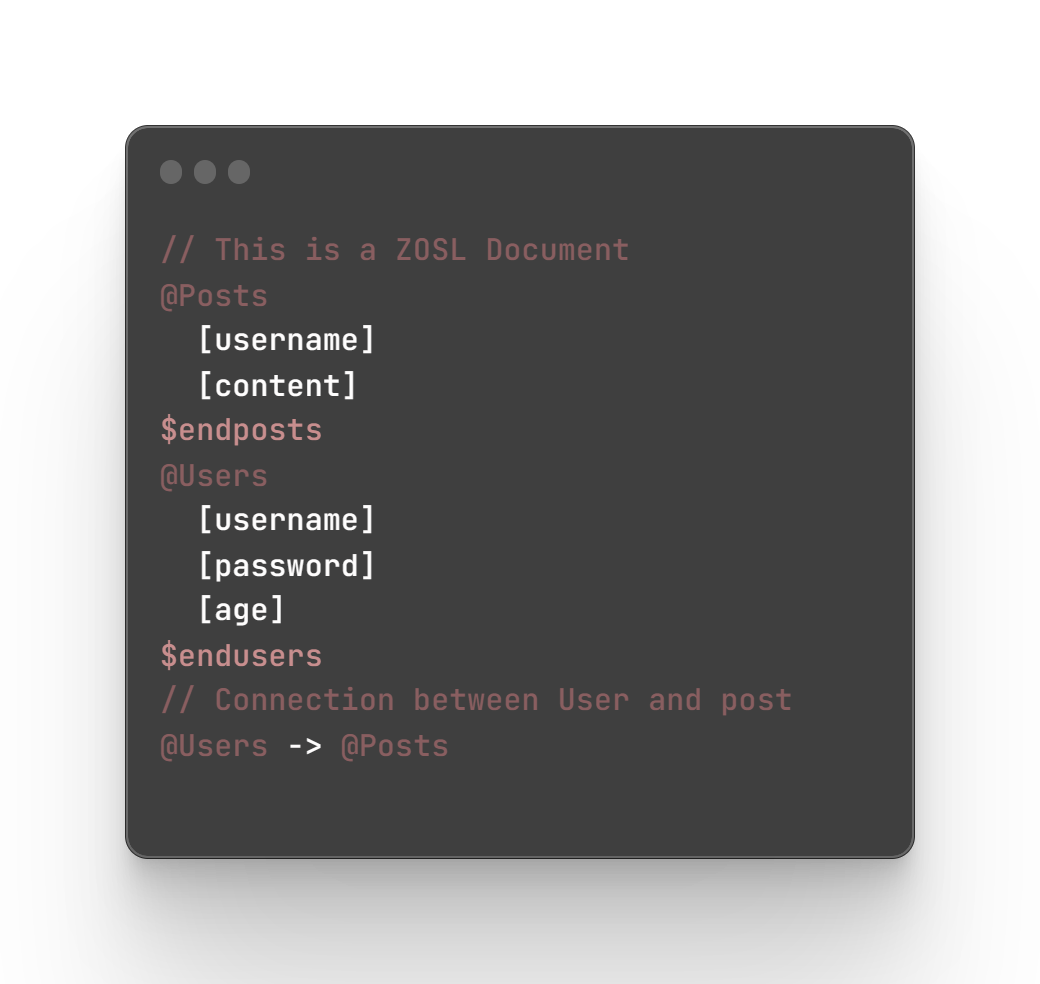 // This is a ZOSL Document
@Posts
  [username]
  [content]
$endposts
@Users
  [username]
  [password]
  [age]
$endusers
// Connection between User and post
@Users -> @Posts